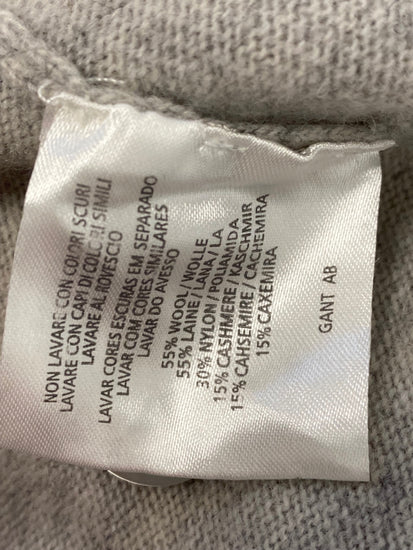 NON LAVARE CON COLORI SCURI
LAVARE CON CAPI DI COLORI SIMILI
LAVARE AL ROVESCIO
LAVAR CORES ESCURAS EM SEPARADO
LAVAR COM CORES SIMILARES
LAVAR DO AVESSO
55% WOOL/WOLLE
55% LAINE/LANA/LA
30% NYLON/POLIAMIDA
15% CASHMERE/KASCHMIR
15% CAHSEMIRE/CACHEMIRA
15% CAXEMIRA
GANT AB